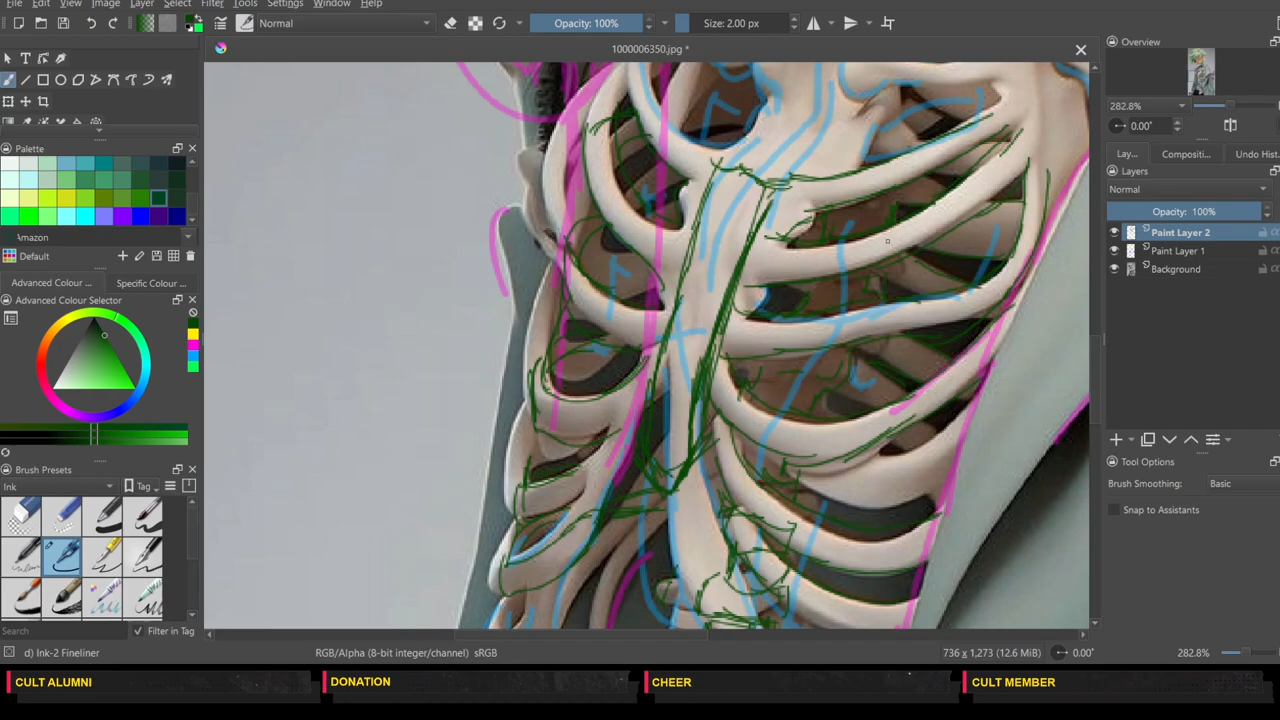 File Edit View Image Layer Select Filter Tools Settings Window Help
Normal
Opacity: 100%
Size: 2.00 px
1000006350.jpg *
Palette
Amazon
Default
Advanced Colour ...
Specific Colour ...
Advanced Colour Selector
Brush Presets
Ink
Tag
Search
Filter in Tag
d) Ink-2 Fineliner
RGB/Alpha (8-bit integer/channel) sRGB
736 x 1,273 (12.6 MiB)
0.00°
282.8%
Overview
282.8%
0.00°
Lay...
Compositi...
Undo Hist...
Layers
Normal
Opacity: 100%
Paint Layer 2
Paint Layer 1
Background
Tool Options
Brush Smoothing:
Basic
Snap to Assistants
CULT ALUMNI
DONATION
CHEER
CULT MEMBER